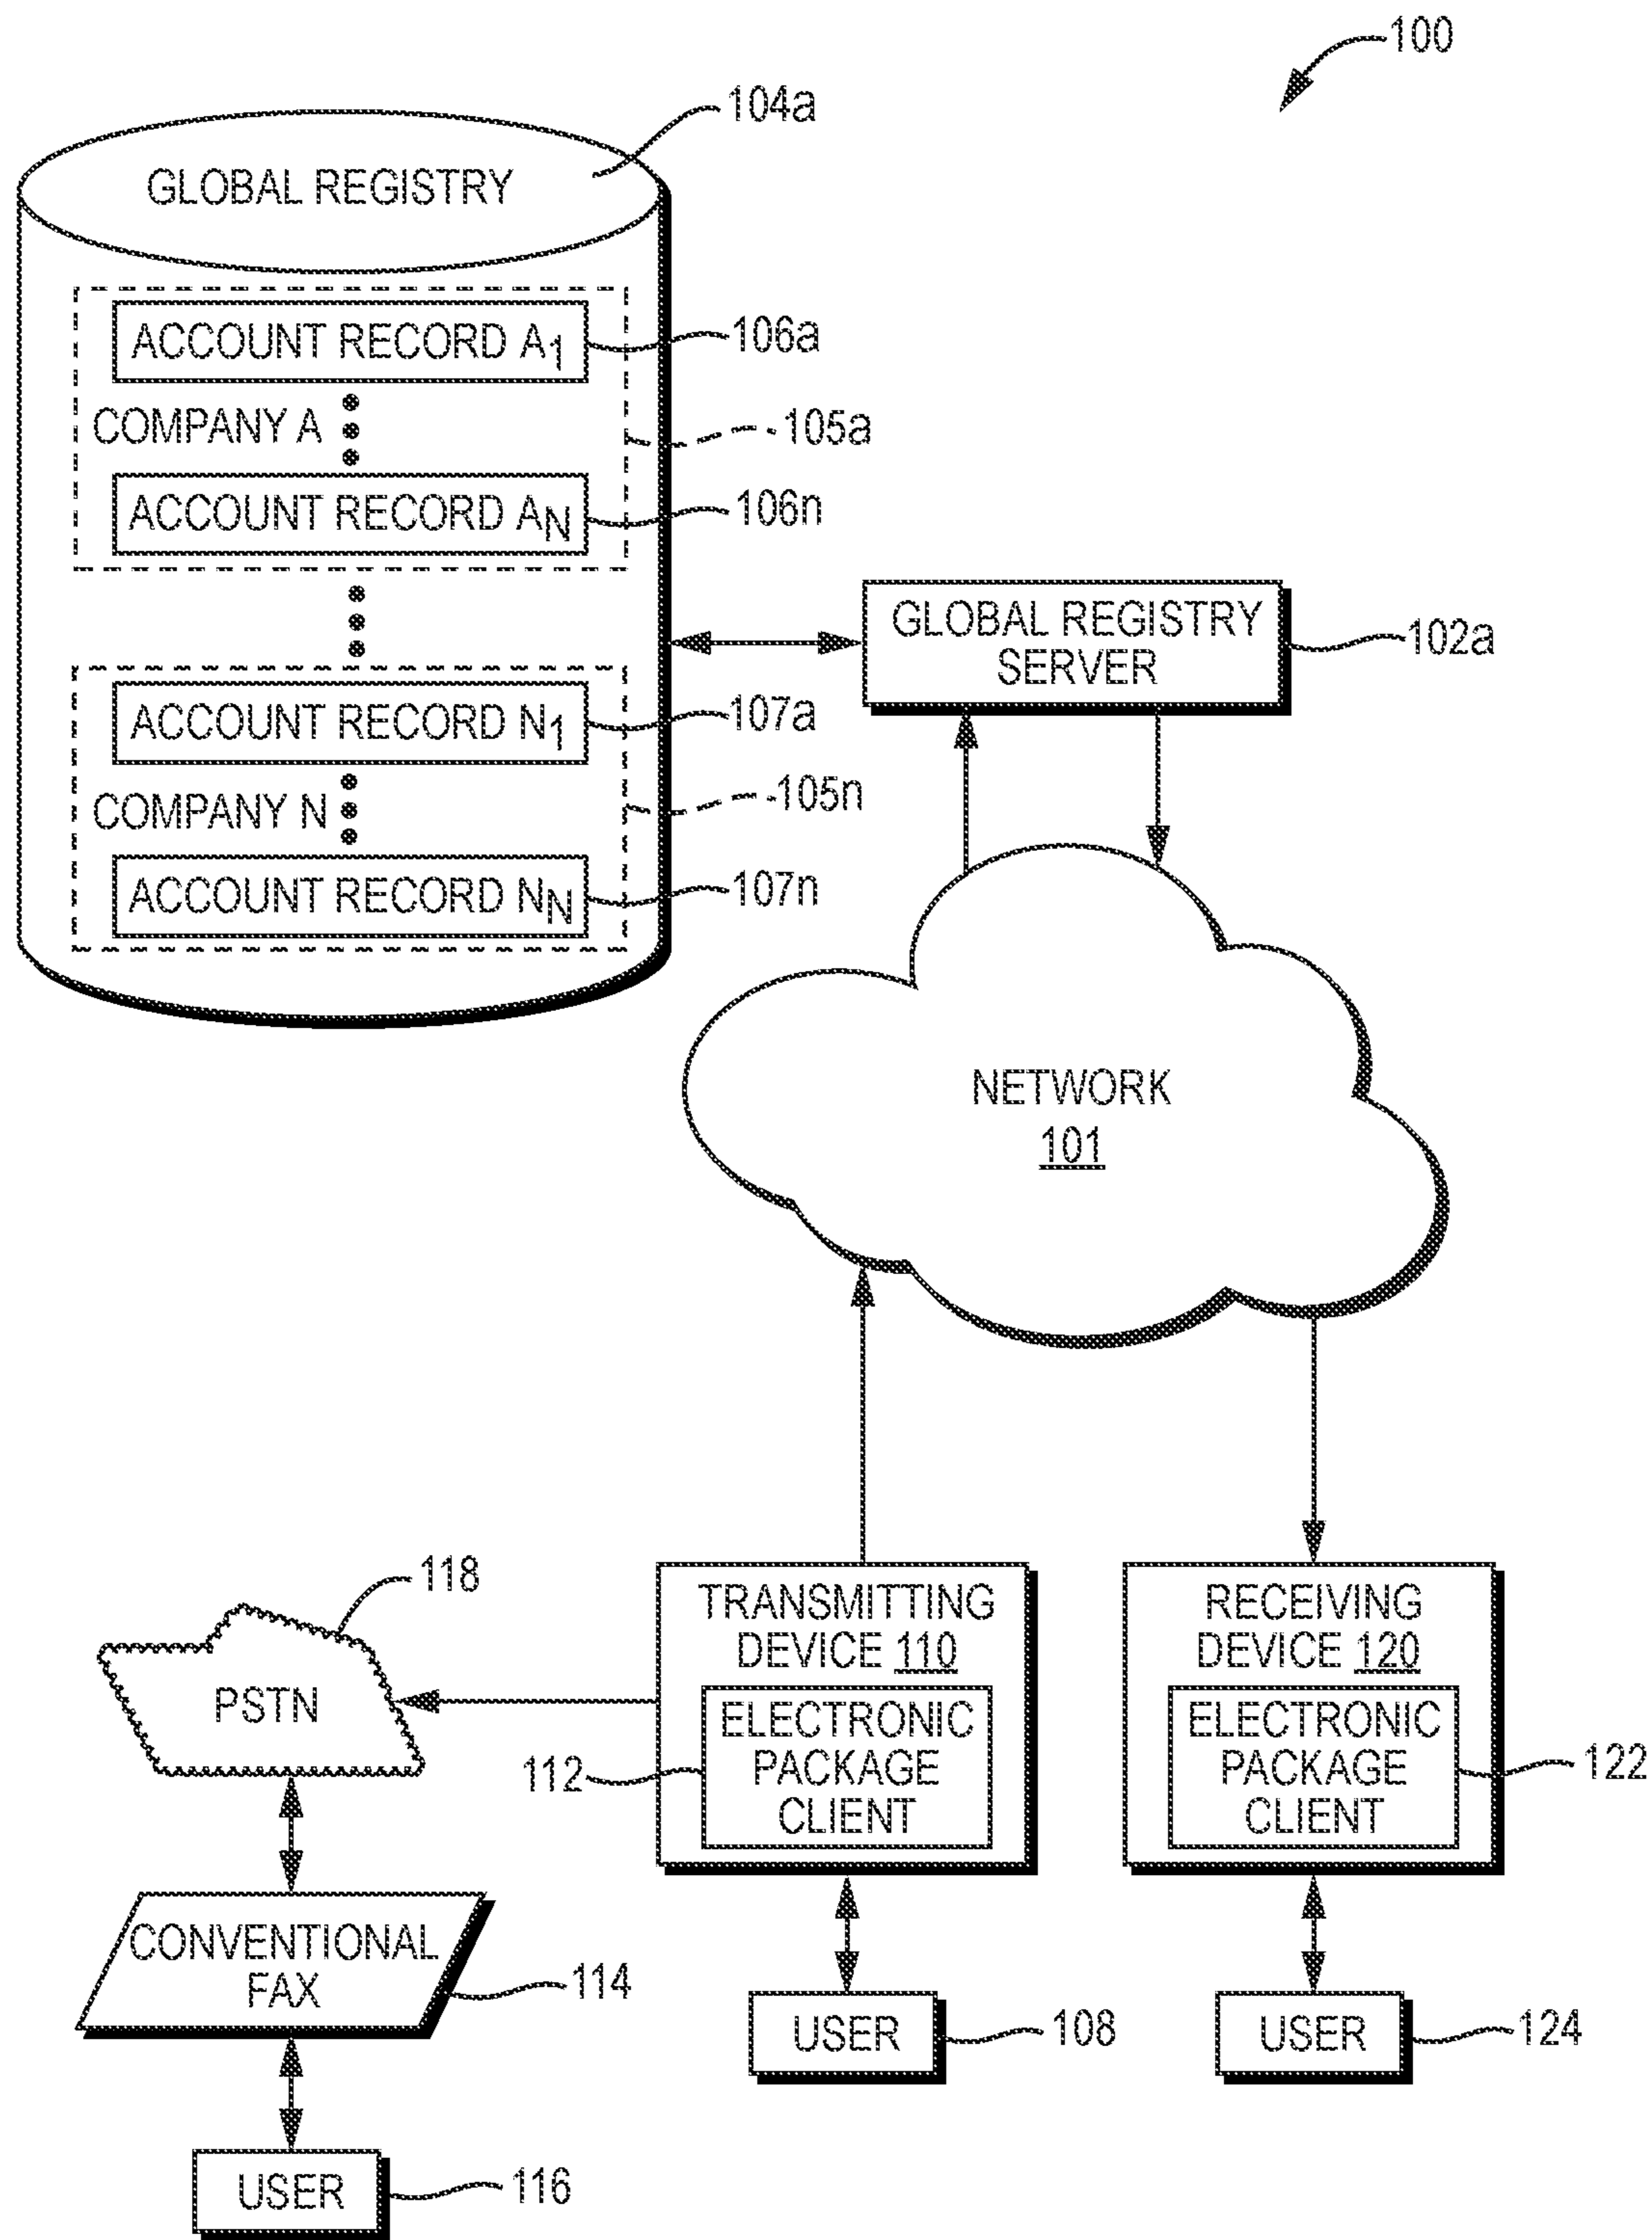 100
104a
GLOBAL REGISTRY
ACCOUNT RECORD A1
106a
COMPANY A
105a
ACCOUNT RECORD AN
106n
GLOBAL REGISTRY
SERVER
102a
ACCOUNT RECORD N1
107a
COMPANY N
105n
ACCOUNT RECORD NN
107n
NETWORK
101
118
PSTN
TRANSMITTING
DEVICE 110
ELECTRONIC
PACKAGE
CLIENT
112
RECEIVING
DEVICE 120
ELECTRONIC
PACKAGE
CLIENT
122
CONVENTIONAL
FAX
114
USER
108
USER
124
USER
116